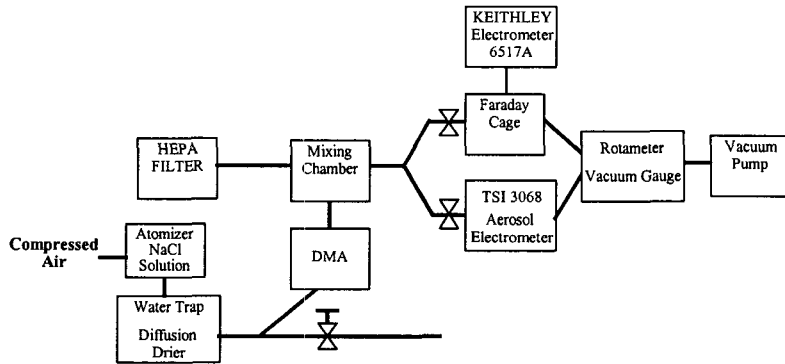 KEITHLEY
Electrometer
6517A
Faraday
Cage
HEPA
FILTER
Mixing
Chamber
Rotameter
Vacuum Gauge
Vacuum
Pump
TSI 3068
Aerosol
Electrometer
Compressed
Air
Atomizer
NaCl
Solution
DMA
Water Trap
Diffusion
Drier